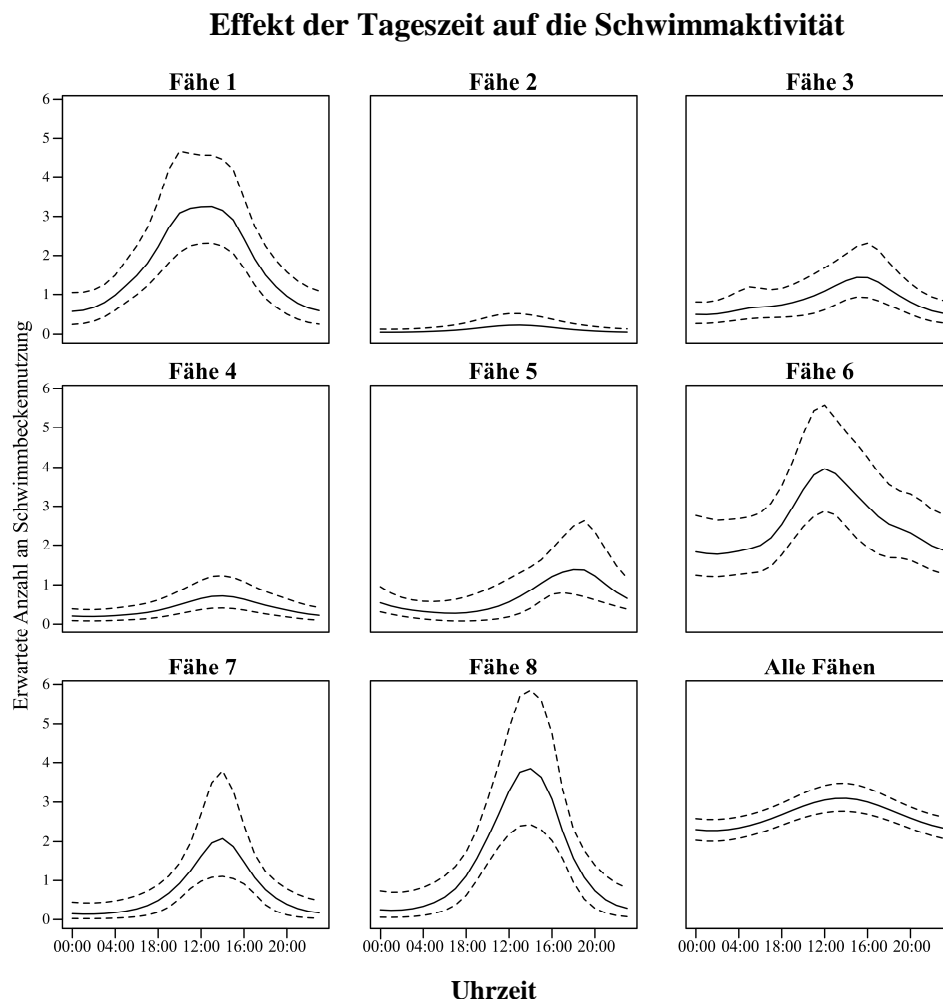 Effekt der Tageszeit auf die Schwimmaktivität
Fähe 1
Fähe 2
Fähe 3
6
5
4
3
2
1
0
Erwartete Anzahl an Schwimmbeckennutzung
Fähe 4
Fähe 5
Fähe 6
6
5
4
3
2
1
0
Fähe 7
Fähe 8
Alle Fähen
6
5
4
3
2
1
0
00:00 04:00 18:00 12:00 16:00 20:00
00:00 04:00 18:00 12:00 16:00 20:00
00:00 04:00 18:00 12:00 16:00 20:00
Uhrzeit